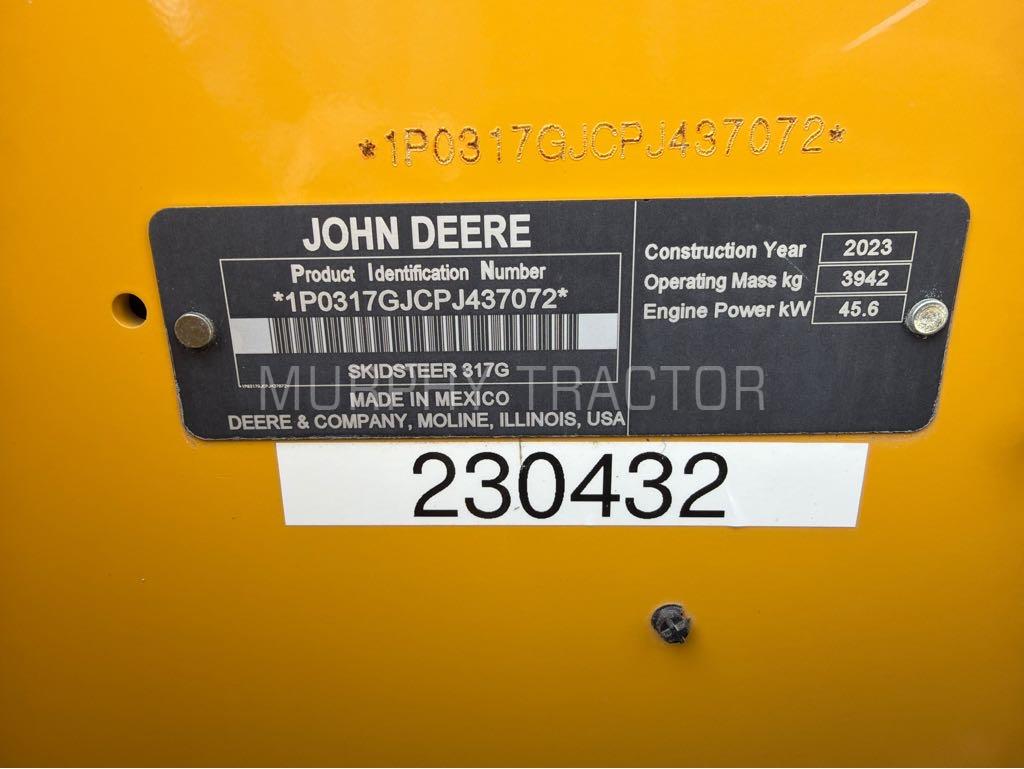 *1P0317GJCPJ437072*
JOHN DEERE
Product Identification Number
*1P0317GJCPJ437072*
SKIDSTEER 317G
1P0317GJCPJ437072
MADE IN MEXICO
DEERE & COMPANY, MOLINE, ILLINOIS, USA
Construction Year 2023
Operating Mass kg 3942
Engine Power kW 45.6
MURPHY TRACTOR
230432